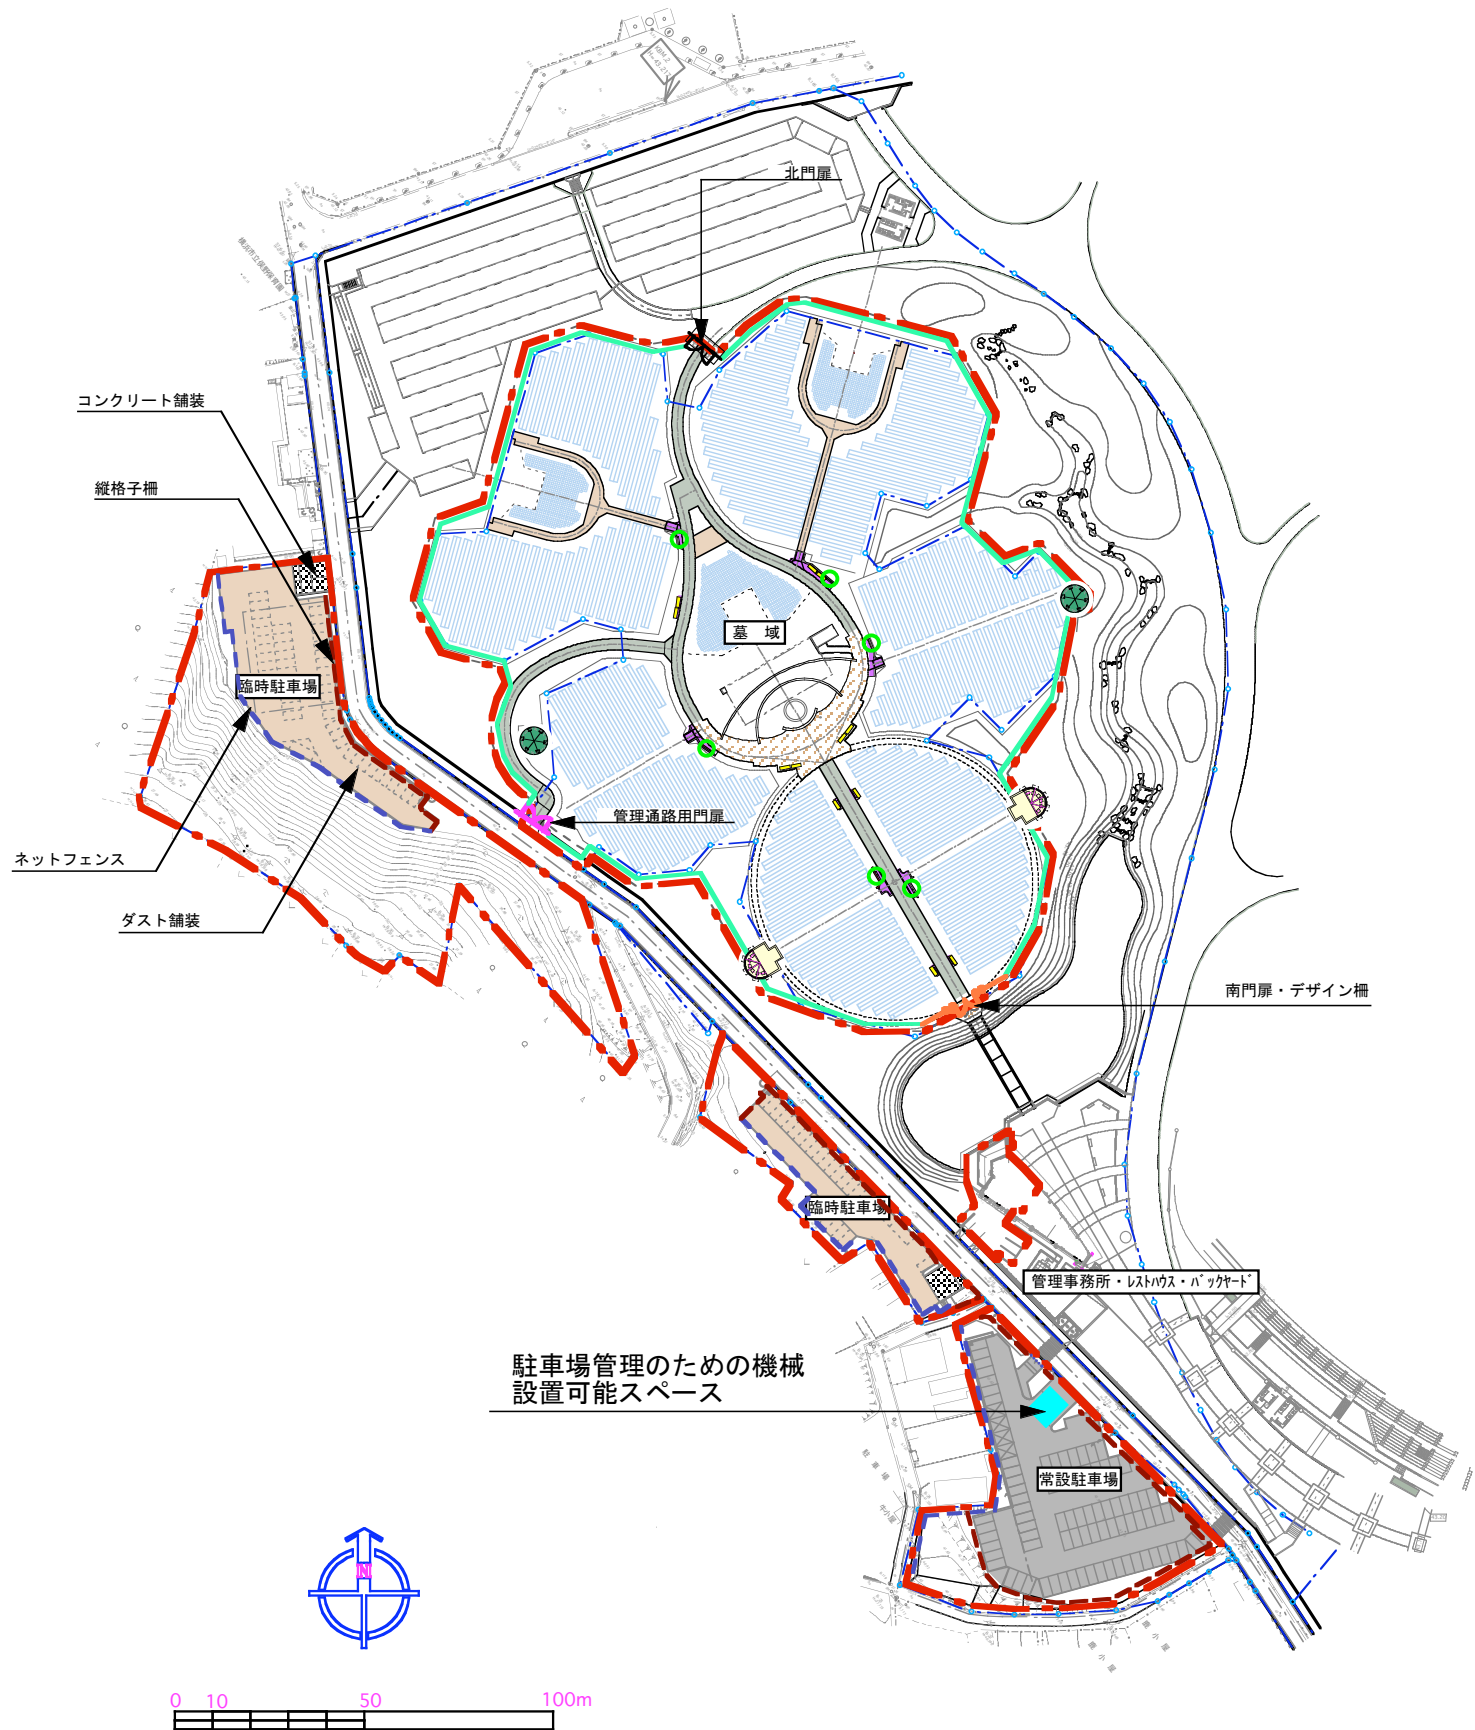 北門扉
コンクリート舗装
縦格子柵
墓　域
臨時駐車場
管理通路用門扉
ネットフェンス
ダスト舗装
南門扉・デザイン柵
臨時駐車場
管理事務所・レストハウス・バックヤード
駐車場管理のための機械
設置可能スペース
常設駐車場
N
0 10 50 100m